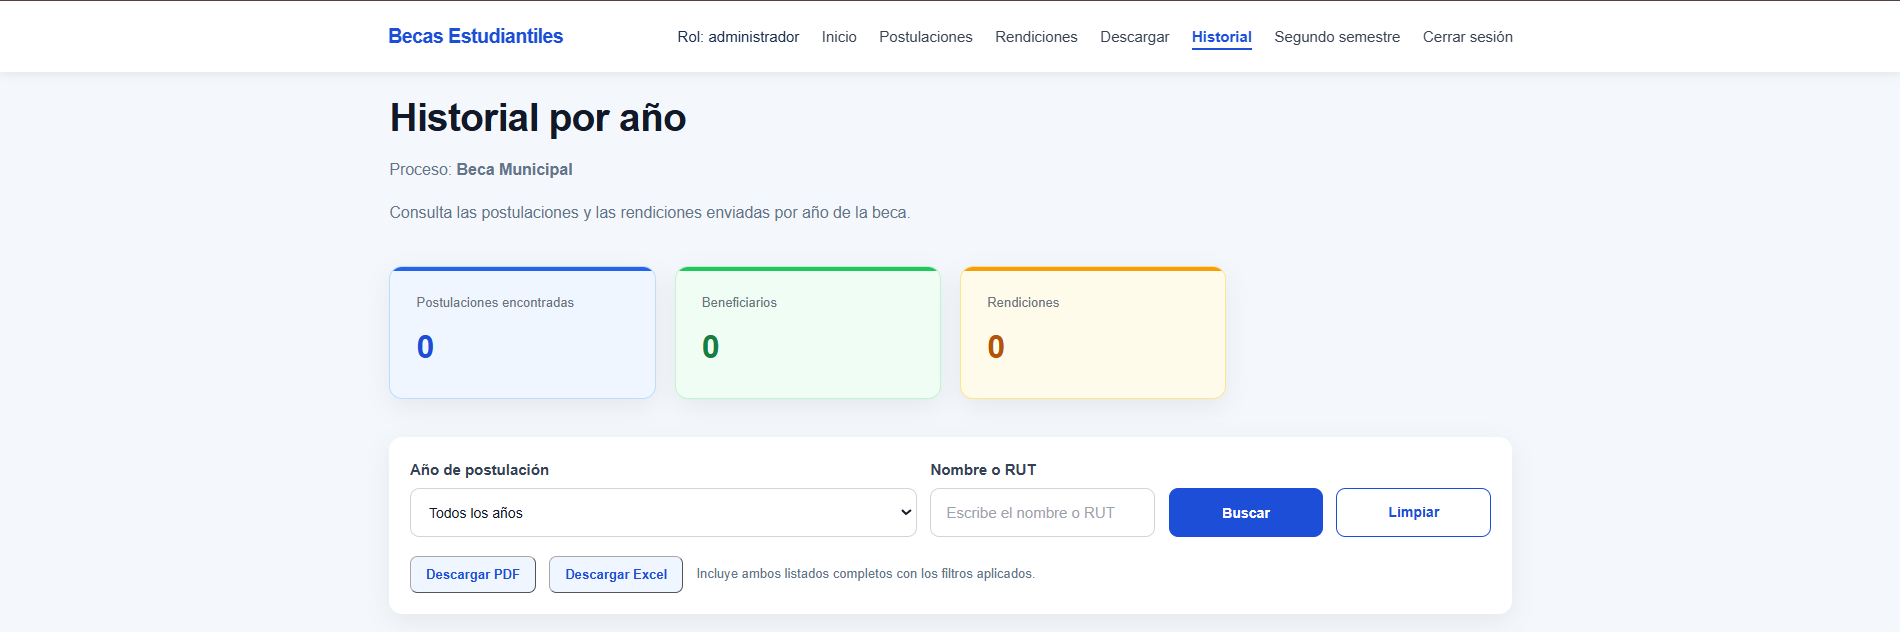 Becas Estudiantiles
Rol: administrador Inicio Postulaciones Rendiciones Descargar Historial Segundo semestre Cerrar sesión
Historial por año
Proceso: Beca Municipal
Consulta las postulaciones y las rendiciones enviadas por año de la beca.
Postulaciones encontradas
0
Beneficiarios
0
Rendiciones
0
Año de postulación
Todos los años
Nombre o RUT
Escribe el nombre o RUT
Buscar
Limpiar
Descargar PDF
Descargar Excel
Incluye ambos listados completos con los filtros aplicados.